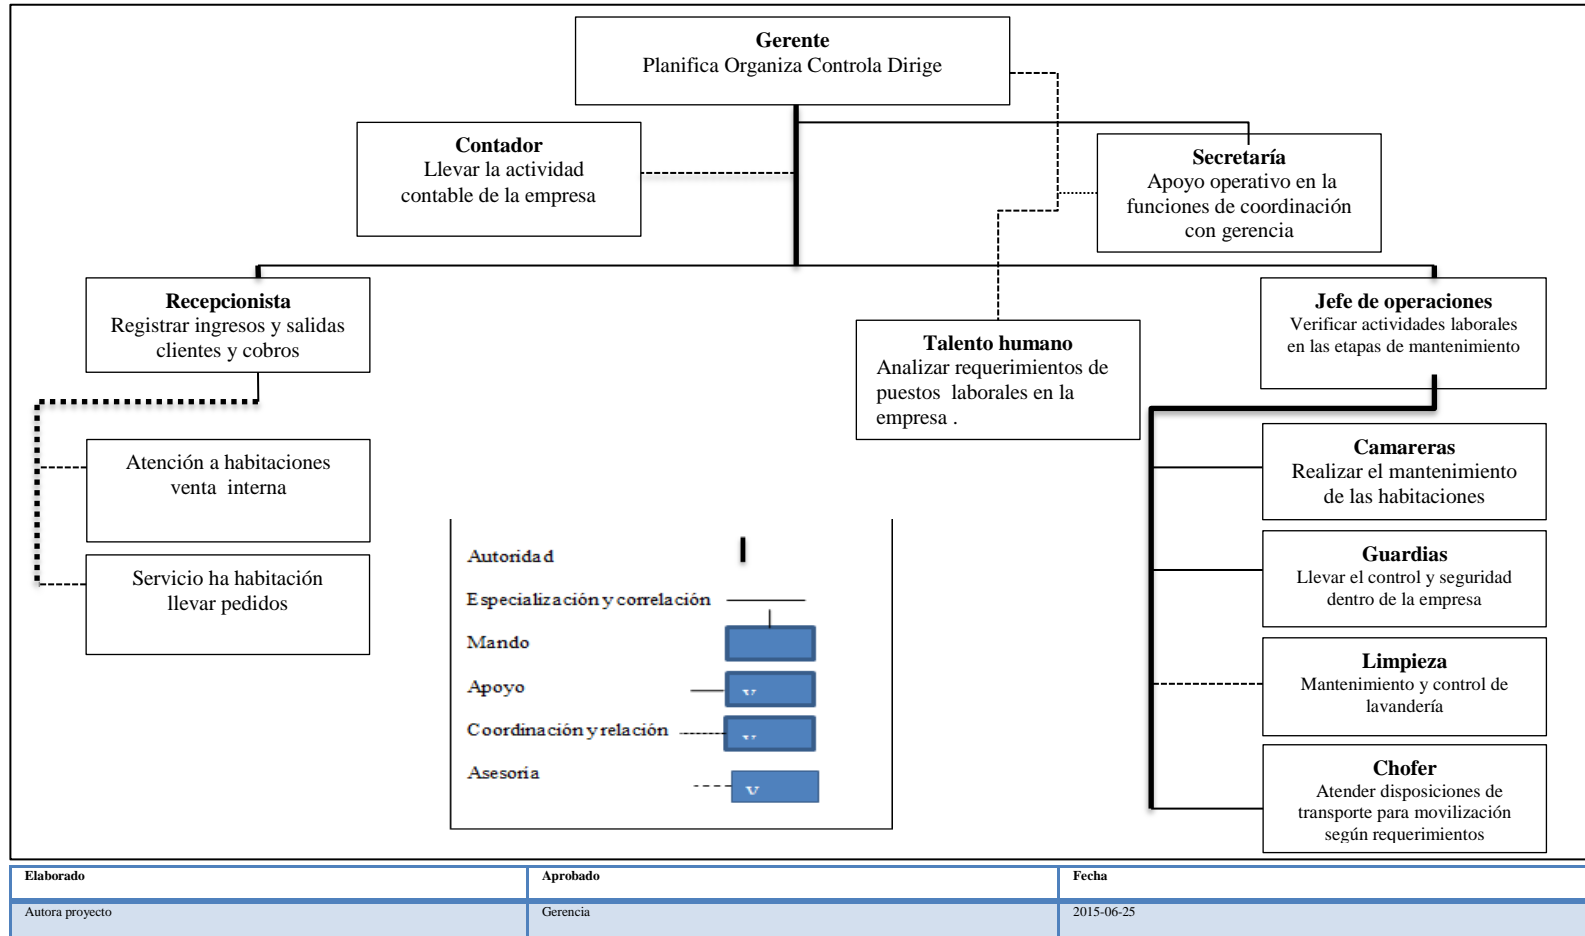 Gerente
Planifica Organiza Controla Dirige
Contador
Llevar la actividad
contable de la empresa
Secretaría
Apoyo operativo en la
funciones de coordinación
con gerencia
Recepcionista
Registrar ingresos y salidas
clientes y cobros
Talento humano
Analizar requerimientos de
puestos laborales en la
empresa .
Jefe de operaciones
Verificar actividades laborales
en las etapas de mantenimiento
Atención a habitaciones
venta interna
Servicio ha habitación
llevar pedidos
Camareras
Realizar el mantenimiento
de las habitaciones
Guardias
Llevar el control y seguridad
dentro de la empresa
Limpieza
Mantenimiento y control de
lavandería
Chofer
Atender disposiciones de
transporte para movilización
según requerimientos
Autoridad
Especialización y correlación
Mando
Apoyo
v
Coordinación y relación
v
Asesoría
v
Elaborado Aprobado Fecha
Autora proyecto Gerencia 2015-06-25